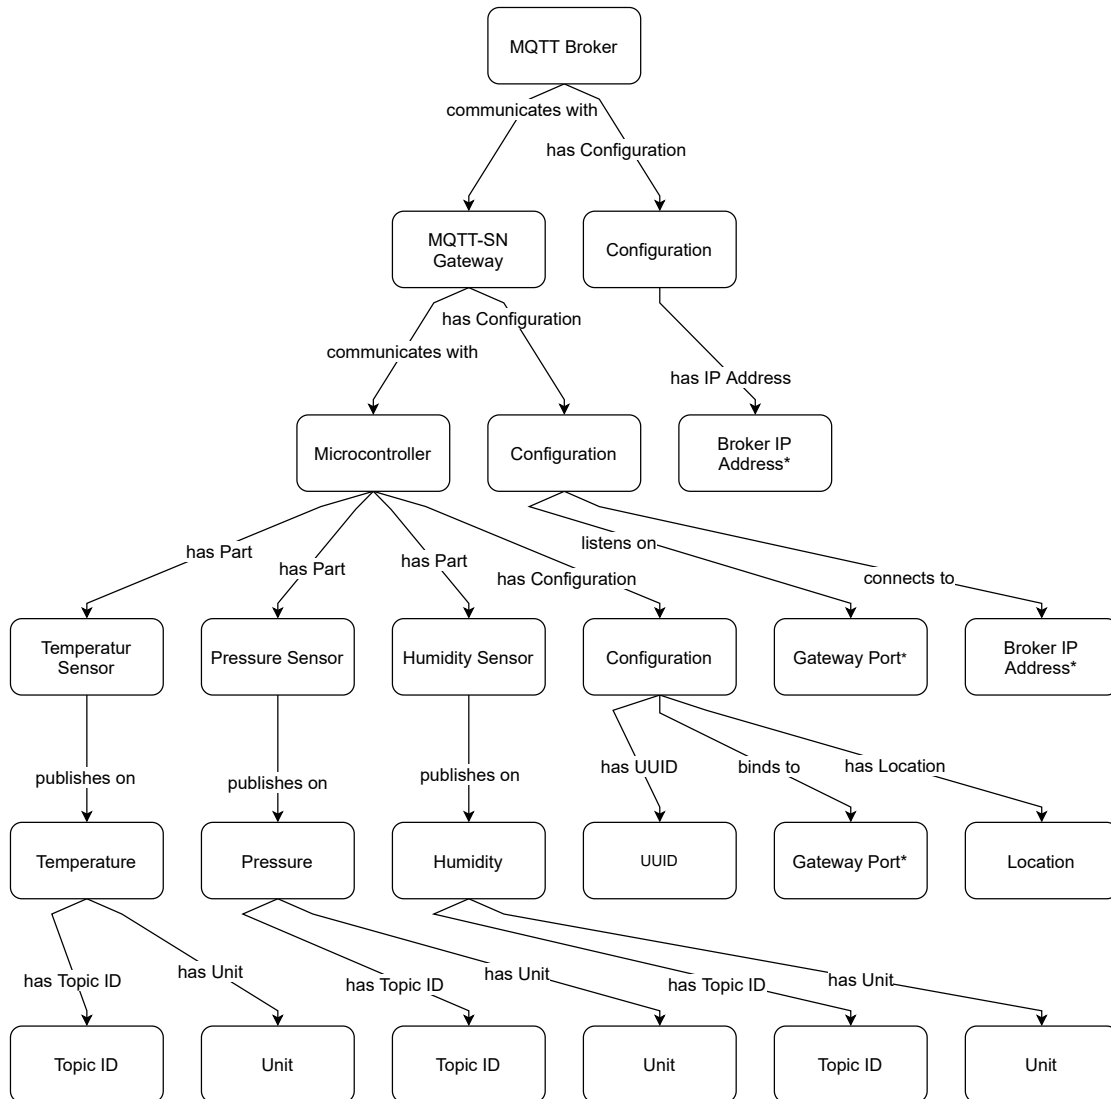 MQTT Broker
communicates with
has Configuration
MQTT-SN
Gateway
Configuration
has Configuration
communicates with
has IP Address
Microcontroller
Configuration
Broker IP
Address*
has Part
has Part
has Part
has Configuration
listens on
connects to
Temperatur
Sensor
Pressure Sensor
Humidity Sensor
Configuration
Gateway Port*
Broker IP
Address*
publishes on
publishes on
publishes on
has UUID
binds to
has Location
Temperature
Pressure
Humidity
UUID
Gateway Port*
Location
has Topic ID
has Unit
has Topic ID
has Unit
has Topic ID
has Unit
Topic ID
Unit
Topic ID
Unit
Topic ID
Unit